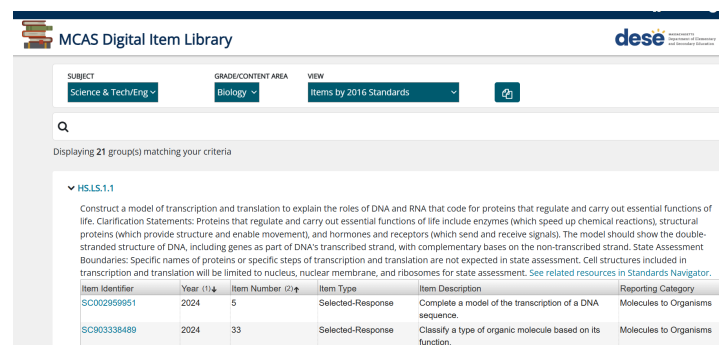 MCAS Digital Item Library
dese
MASSACHUSETTS
Department of Elementary
and Secondary Education
SUBJECT GRADE/CONTENT AREA VIEW
Science & Tech/Eng Biology Items by 2016 Standards
Displaying 21 group(s) matching your criteria
HS.LS.1.1
Construct a model of transcription and translation to explain the roles of DNA and RNA that code for proteins that regulate and carry out essential functions of
life. Clarification Statements: Proteins that regulate and carry out essential functions of life include enzymes (which speed up chemical reactions), structural
proteins (which provide structure and enable movement), and hormones and receptors (which send and receive signals). The model should show the double-
stranded structure of DNA, including genes as part of DNA's transcribed strand, with complementary bases on the non-transcribed strand. State Assessment
Boundaries: Specific names of proteins or specific steps of transcription and translation are not expected in state assessment. Cell structures included in
transcription and translation will be limited to nucleus, nuclear membrane, and ribosomes for state assessment. See related resources in Standards Navigator.
Item Identifier Year (1)↓ Item Number (2)↑ Item Type Item Description Reporting Category
SC002959951 2024 5 Selected-Response Complete a model of the transcription of a DNA Molecules to Organisms
sequence.
SC903338489 2024 33 Selected-Response Classify a type of organic molecule based on its Molecules to Organisms
function.